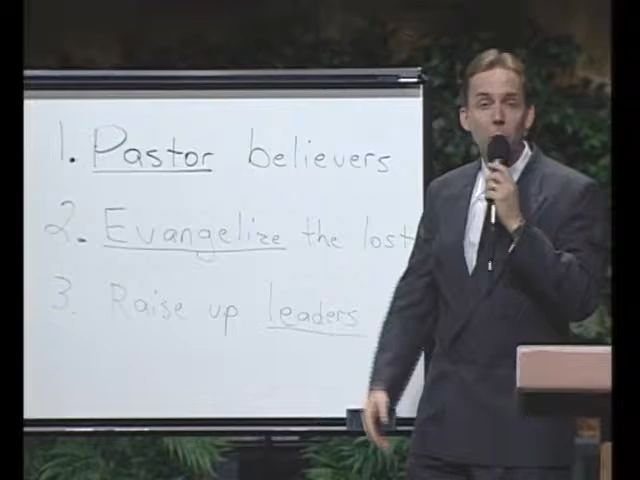 1. Pastor believers
2. Evangelize the lost
3. Raise up leaders